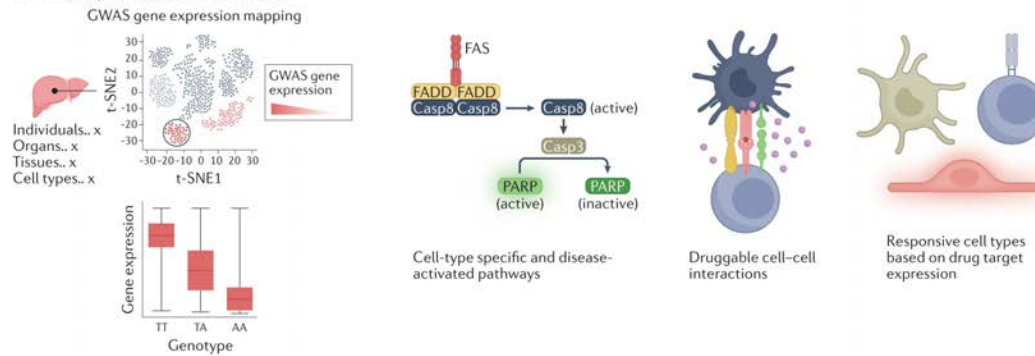 GWAS gene expression mapping
t-SNE2
30
20
10
0
-10
-20
-30
-30 -20 -10 0 10 20 30
t-SNE1
GWAS gene
expression
Individuals.. x
Organs.. x
Tissues.. x
Cell types.. x
Gene expression
TT TA AA
Genotype
FAS
FADD FADD
Casp8 Casp8
Casp8 (active)
Casp3
PARP
(active)
PARP
(inactive)
Cell-type specific and disease-
activated pathways
Druggable cell–cell
interactions
Responsive cell types
based on drug target
expression